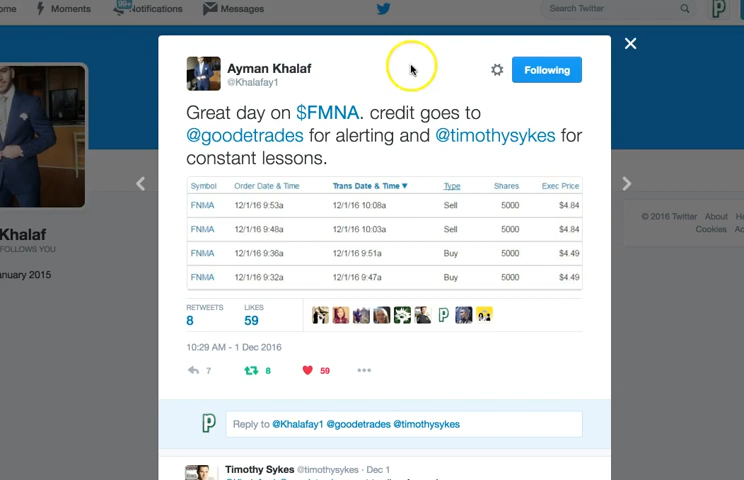 ome Moments 99+ Notifications Messages Search Twitter
Ayman Khalaf
@Khalafay1
Following
Great day on $FMNA. credit goes to
@goodetrades for alerting and @timothysykes for
constant lessons.
Symbol Order Date & Time Trans Date & Time ▼ Type Shares Exec Price
FNMA 12/1/16 9:53a 12/1/16 10:08a Sell 5000 $4.84
FNMA 12/1/16 9:48a 12/1/16 10:03a Sell 5000 $4.84
FNMA 12/1/16 9:36a 12/1/16 9:51a Buy 5000 $4.49
FNMA 12/1/16 9:32a 12/1/16 9:47a Buy 5000 $4.49
RETWEETS LIKES
8 59
10:29 AM - 1 Dec 2016
7 8 59
Reply to @Khalafay1 @goodetrades @timothysykes
Timothy Sykes @timothysykes · Dec 1
Khalaf
FOLLOWS YOU
anuary 2015
© 2016 Twitter About He
Cookies Ad